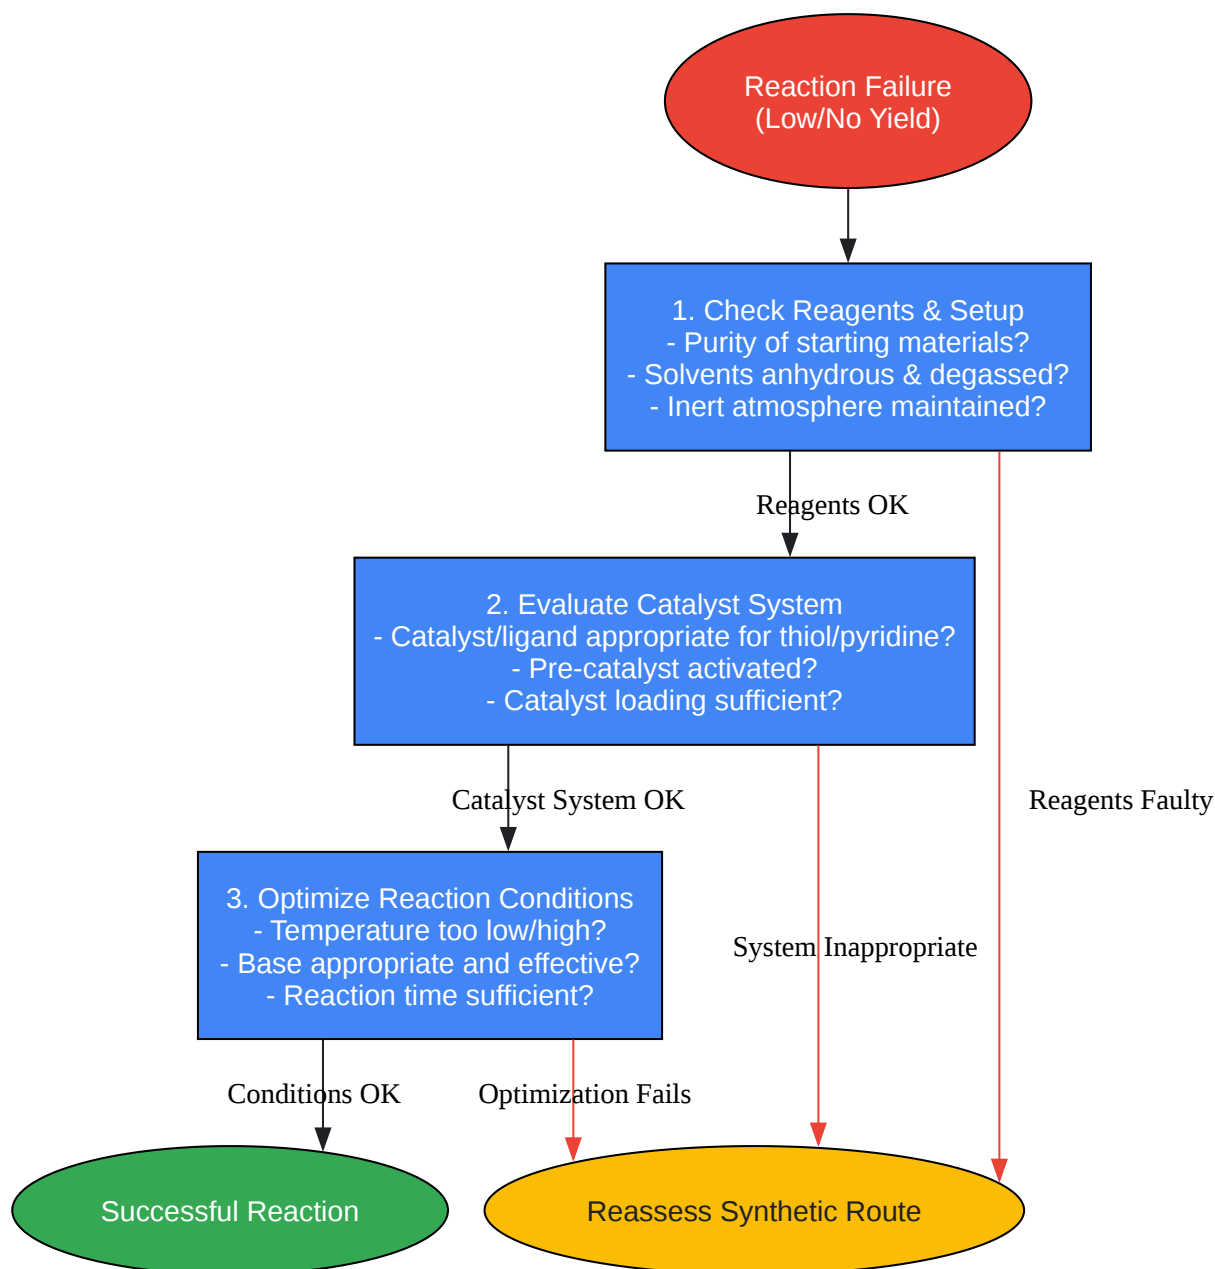 Reaction Failure
(Low/No Yield)
1. Check Reagents & Setup
- Purity of starting materials?
- Solvents anhydrous & degassed?
- Inert atmosphere maintained?
Reagents OK
2. Evaluate Catalyst System
- Catalyst/ligand appropriate for thiol/pyridine?
- Pre-catalyst activated?
- Catalyst loading sufficient?
Catalyst System OK
Reagents Faulty
3. Optimize Reaction Conditions
- Temperature too low/high?
- Base appropriate and effective?
- Reaction time sufficient?
System Inappropriate
Conditions OK
Optimization Fails
Successful Reaction
Reassess Synthetic Route